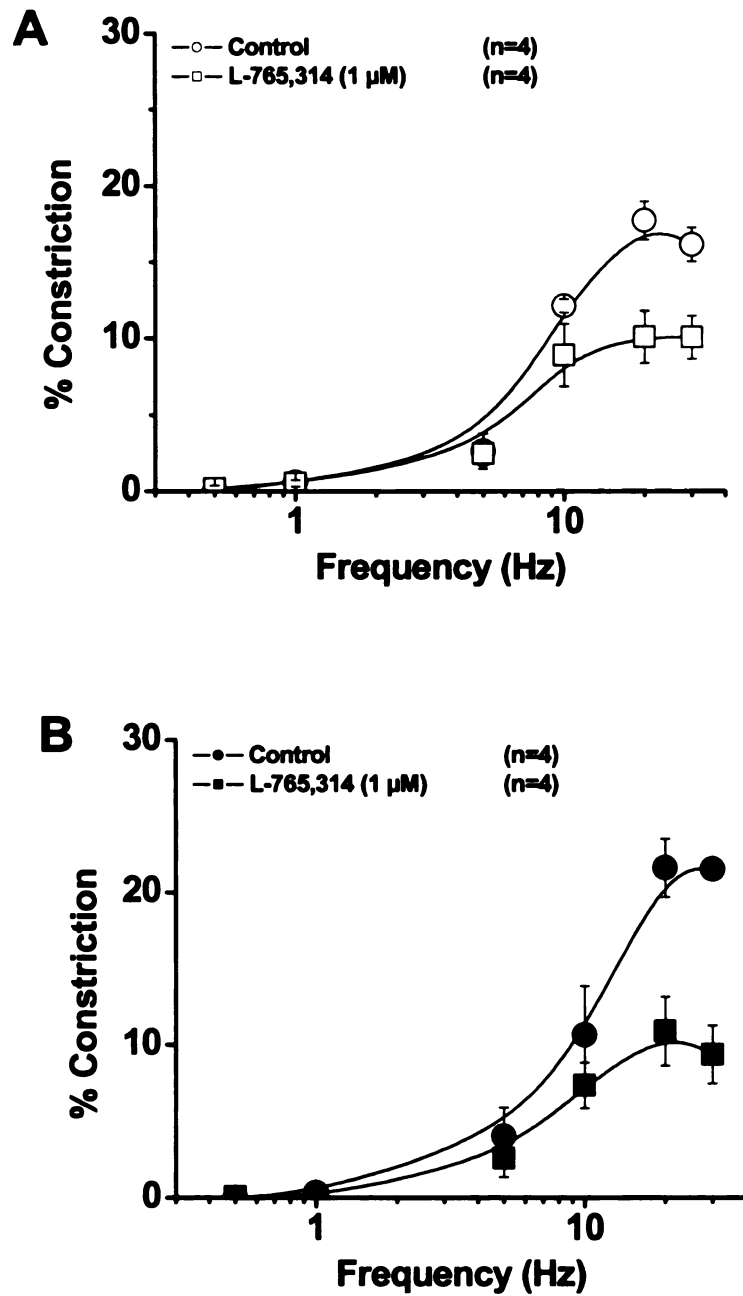 A
30
Control (n=4)
L-765,314 (1 µM) (n=4)
20
10
0
% Constriction
1 10
Frequency (Hz)
B
30
Control (n=4)
L-765,314 (1 µM) (n=4)
20
10
0
% Constriction
1 10
Frequency (Hz)